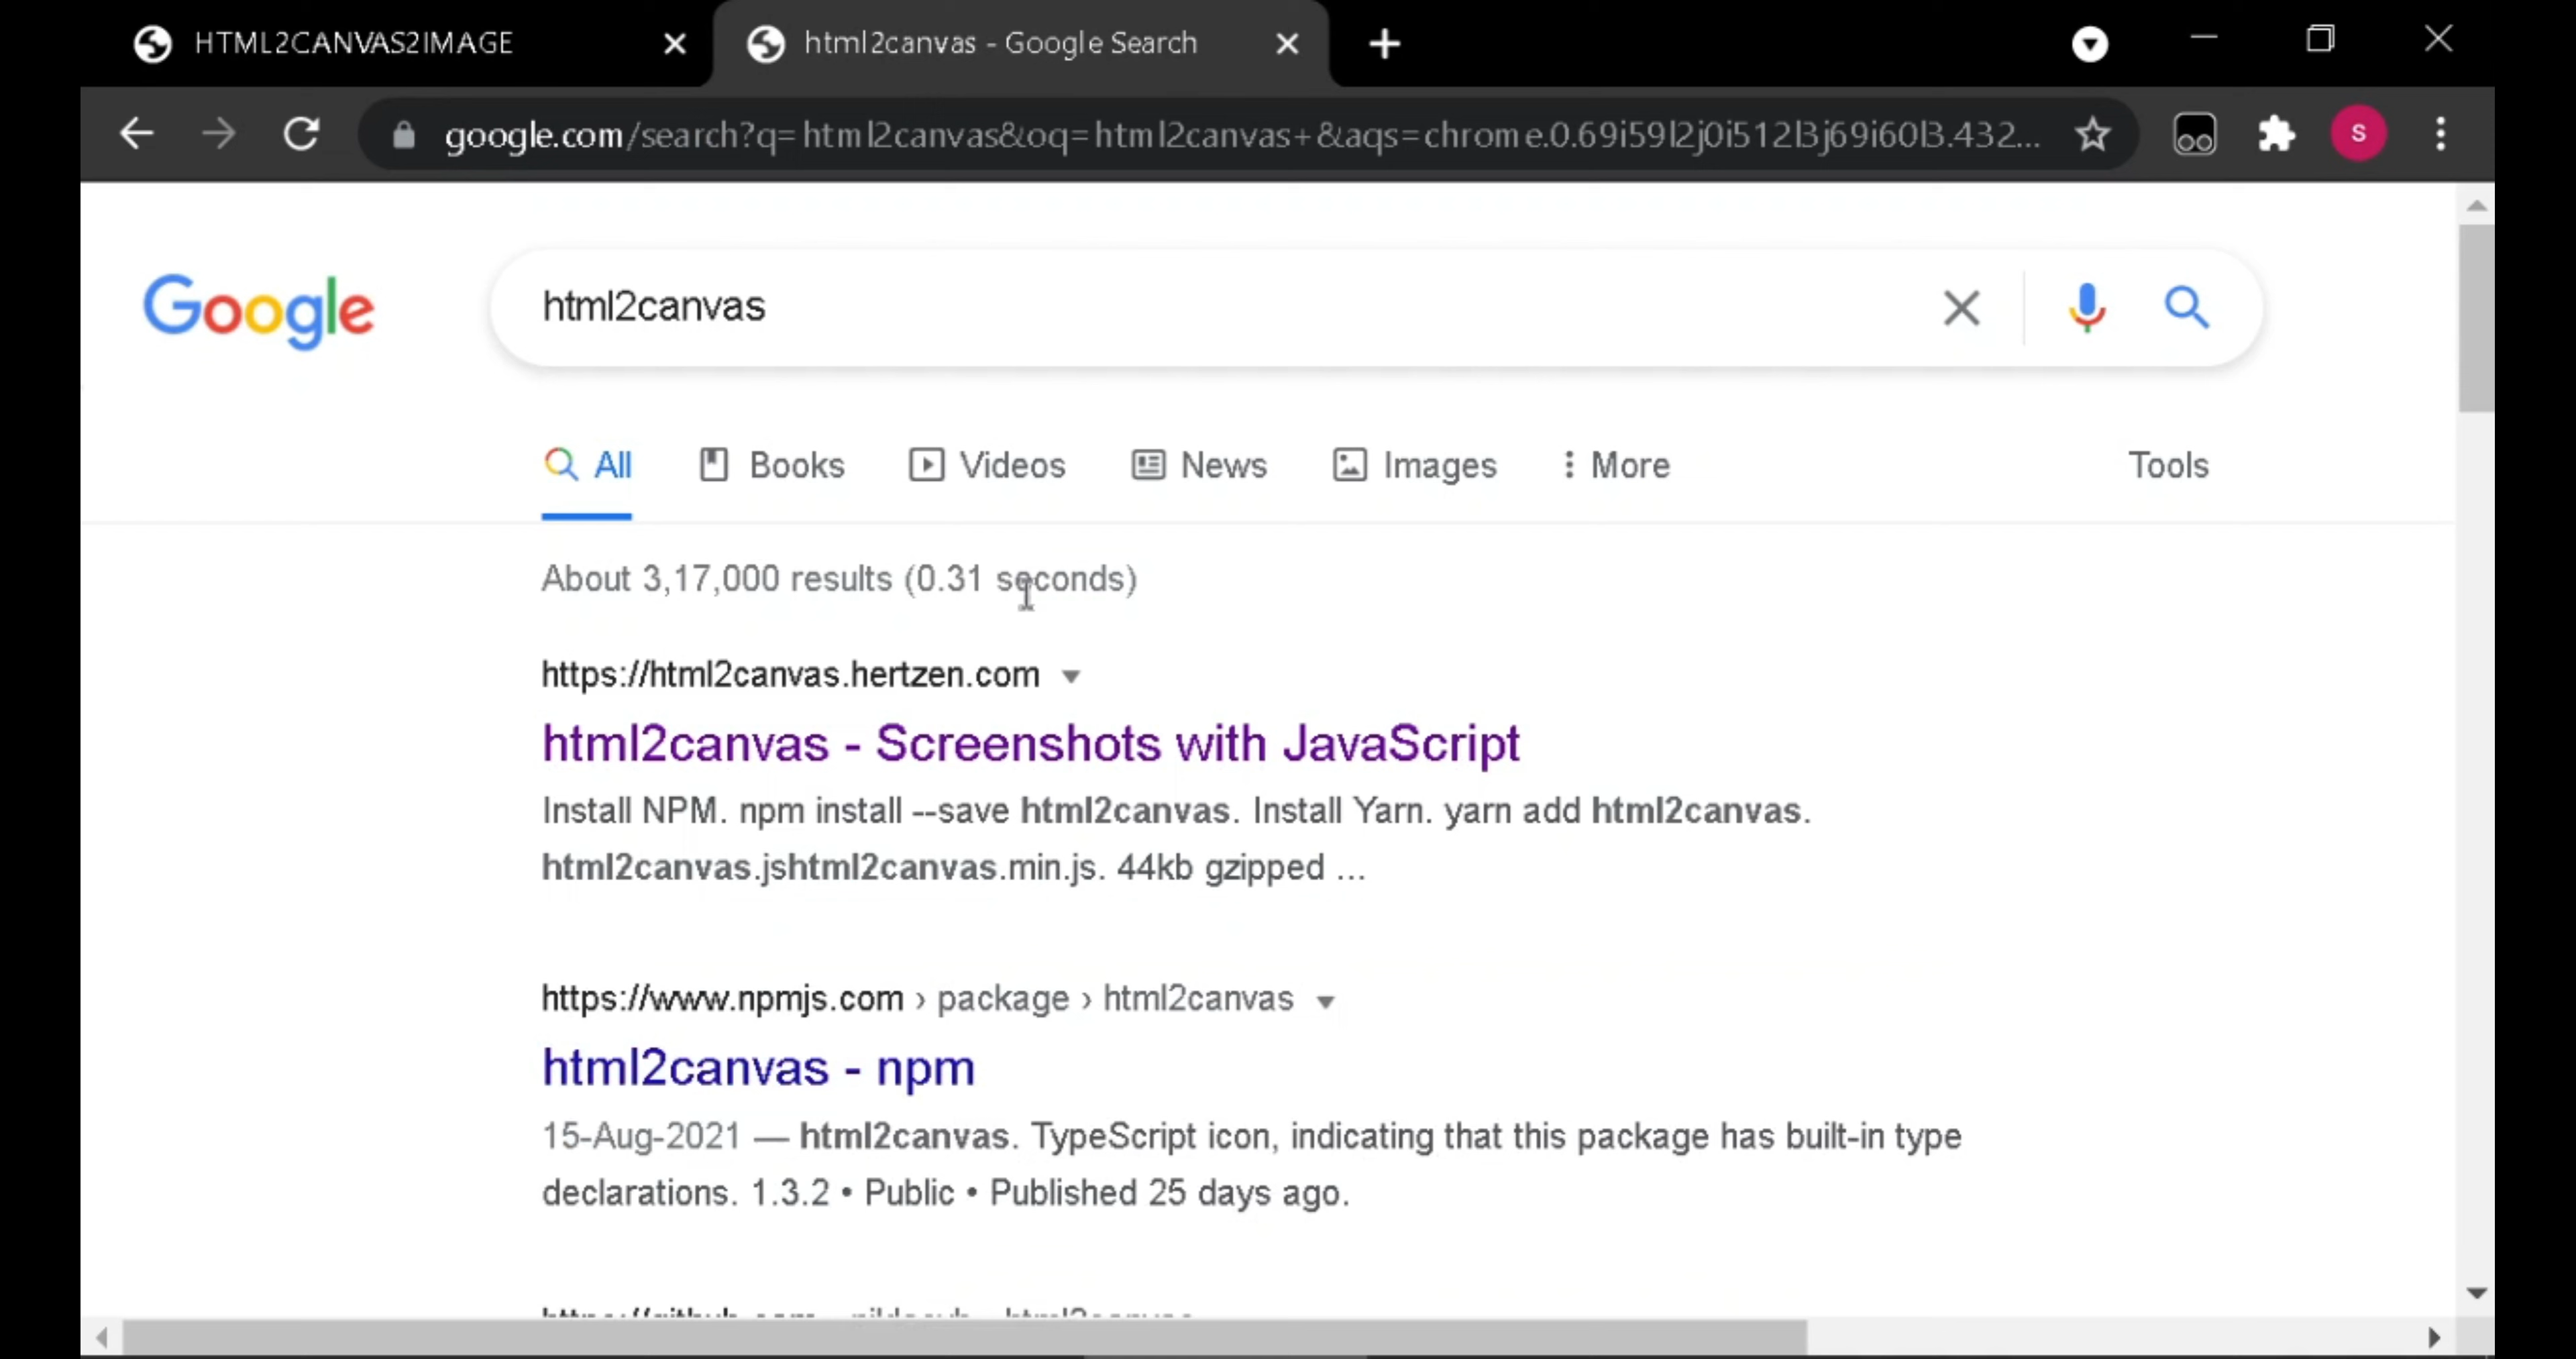 HTML2CANVAS2IMAGE
html2canvas - Google Search
google.com/search?q=html2canvas&oq=html2canvas+&aqs=chrome.0.69i59l2j0i512l3j69i60l3.432...
S
Google
html2canvas
All Books Videos News Images More Tools
About 3,17,000 results (0.31 seconds)
https://html2canvas.hertzen.com
html2canvas - Screenshots with JavaScript
Install NPM. npm install --save html2canvas. Install Yarn. yarn add html2canvas.
html2canvas.jshtml2canvas.min.js. 44kb gzipped ...
https://www.npmjs.com › package › html2canvas
html2canvas - npm
15-Aug-2021 — html2canvas. TypeScript icon, indicating that this package has built-in type
declarations. 1.3.2 • Public • Published 25 days ago.